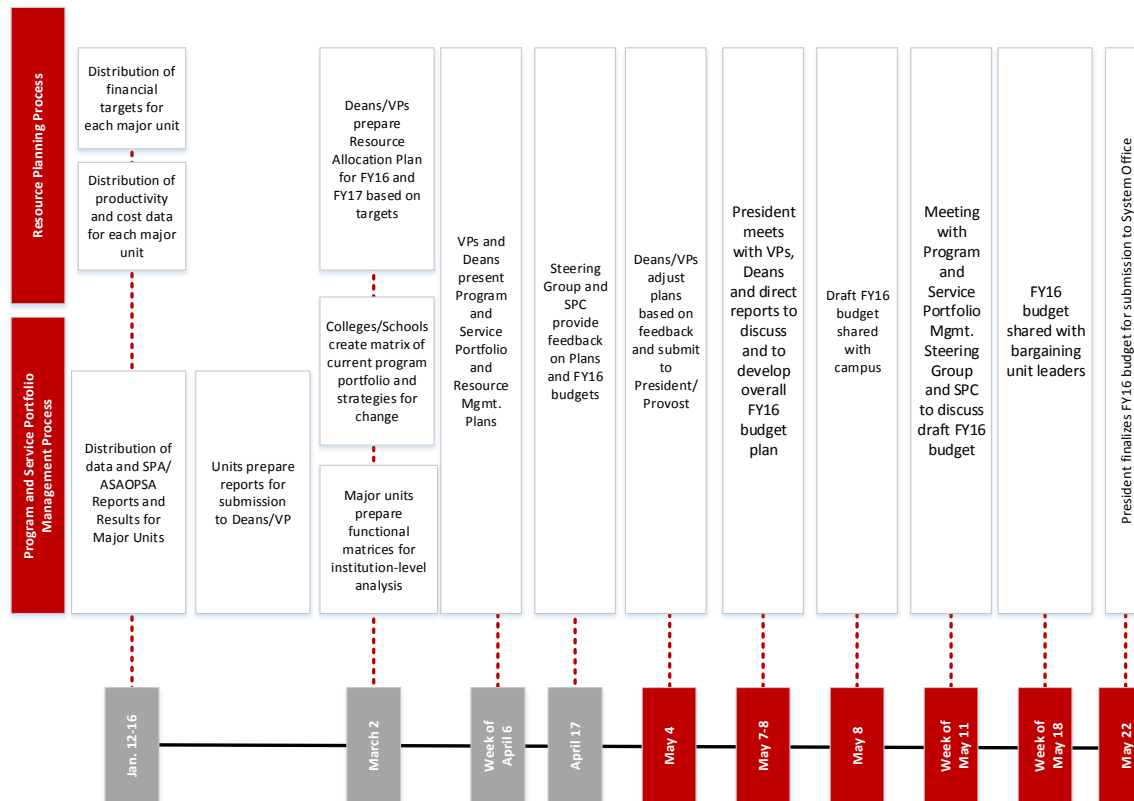 Resource Planning Process
Program and Service Portfolio
Management Process
Distribution of
financial
targets for
each major unit
Distribution of
productivity
and cost data
for each major
unit
Distribution of
data and SPA/
ASAOPSA
Reports and
Results for
Major Units
Units prepare
reports for
submission
to Deans/VP
Deans/VPs
prepare
Resource
Allocation Plan
for FY16 and
FY17 based on
targets
Colleges/Schools
create matrix of
current program
portfolio and
strategies for
change
Major units
prepare
functional
matrices for
institution-level
analysis
VPs and
Deans
present
Program
and
Service
Portfolio
and
Resource
Mgmt.
Plans
Steering
Group and
SPC
provide
feedback
on Plans
and FY16
budgets
Deans/VPs
adjust
plans
based on
feedback
and submit
to
President/
Provost
President
meets
with VPs,
Deans
and direct
reports to
discuss
and to
develop
overall
FY16
budget
plan
Draft FY16
budget
shared
with
campus
Meeting
with
Program
and
Service
Portfolio
Mgmt.
Steering
Group
and SPC
to discuss
draft FY16
budget
FY16
budget
shared with
bargaining
unit leaders
President finalizes FY16 budget for submission to System Office
Jan. 12-16
March 2
Week of
April 6
April 17
May 4
May 7-8
May 8
Week of
May 11
Week of
May 18
May 22